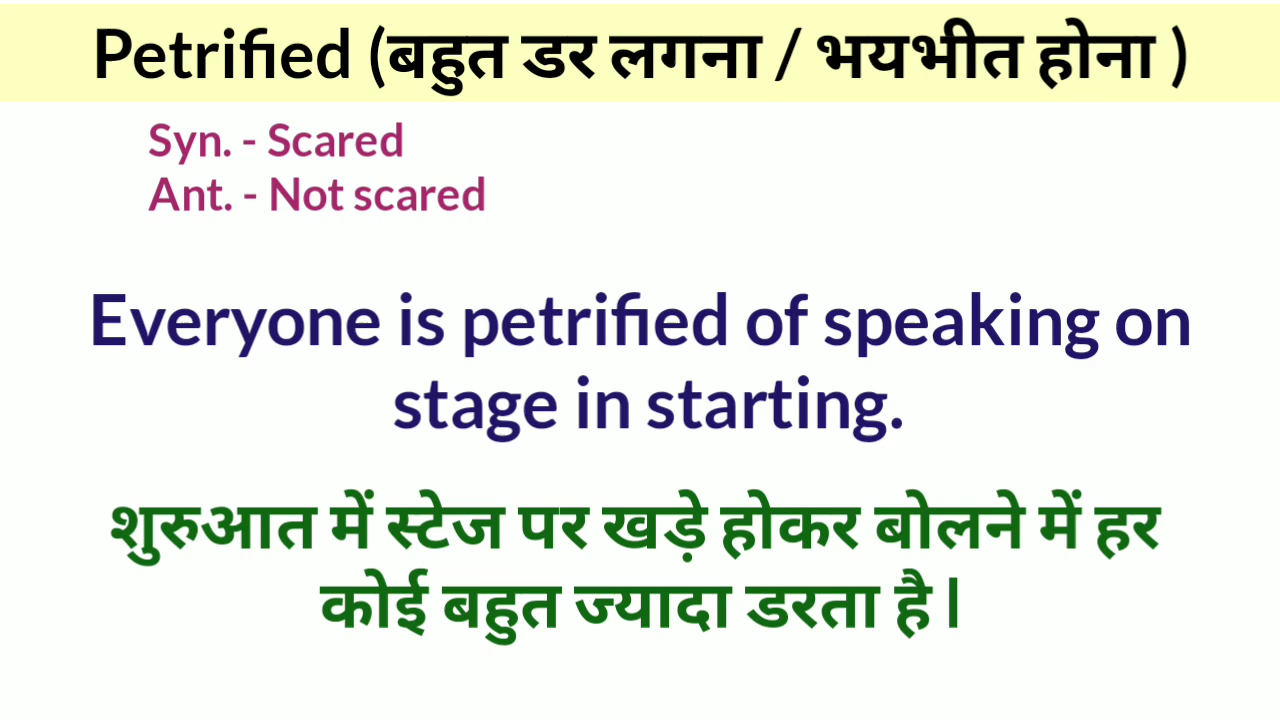 Petrified (बहुत डर लगना / भयभीत होना )
Syn. - Scared
Ant. - Not scared
Everyone is petrified of speaking on
stage in starting.
शुरुआत में स्टेज पर खड़े होकर बोलने में हर
कोई बहुत ज्यादा डरता है।